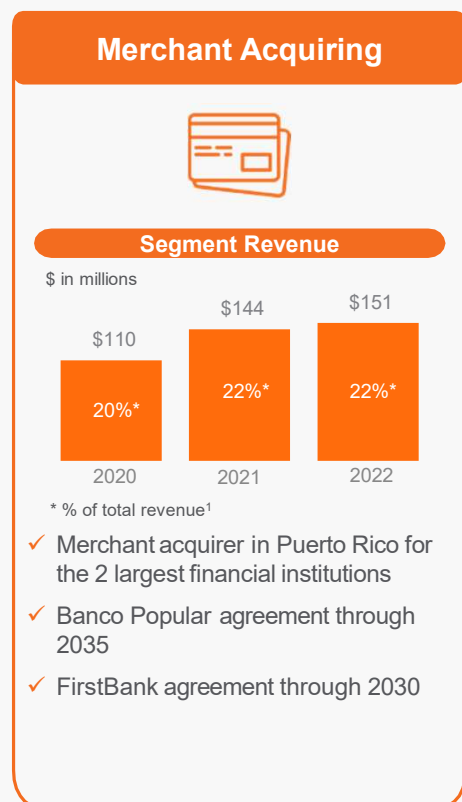 Merchant Acquiring
Segment Revenue
$ in millions
$110
$144
$151
20%*
22%*
22%*
2020
2021
2022
* % of total revenue¹
✓ Merchant acquirer in Puerto Rico for
the 2 largest financial institutions
✓ Banco Popular agreement through
2035
✓ FirstBank agreement through 2030